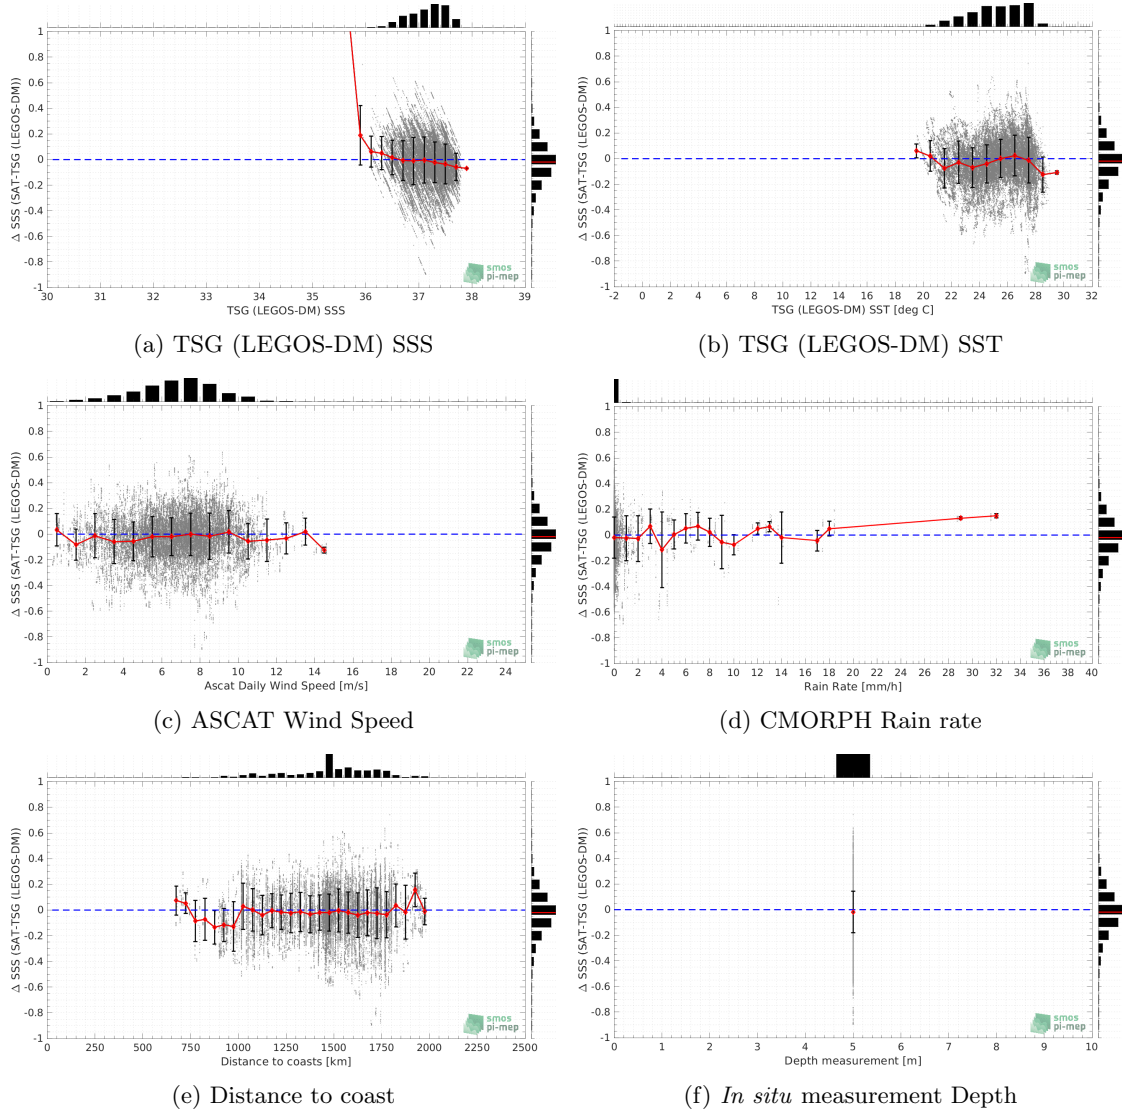 1
0.8
0.6
0.4
0.2
0
-0.2
-0.4
-0.6
-0.8
-1
Δ SSS (SAT-TSG (LEGOS-DM))
30 31 32 33 34 35 36 37 38 39
TSG (LEGOS-DM) SSS
smos
pi-mep
(a) TSG (LEGOS-DM) SSS
1
0.8
0.6
0.4
0.2
0
-0.2
-0.4
-0.6
-0.8
-1
Δ SSS (SAT-TSG (LEGOS-DM))
-2 0 2 4 6 8 10 12 14 16 18 20 22 24 26 28 30 32
TSG (LEGOS-DM) SST [deg C]
smos
pi-mep
(b) TSG (LEGOS-DM) SST
1
0.8
0.6
0.4
0.2
0
-0.2
-0.4
-0.6
-0.8
-1
Δ SSS (SAT-TSG (LEGOS-DM))
0 2 4 6 8 10 12 14 16 18 20 22 24
Ascat Daily Wind Speed [m/s]
smos
pi-mep
(c) ASCAT Wind Speed
1
0.8
0.6
0.4
0.2
0
-0.2
-0.4
-0.6
-0.8
-1
Δ SSS (SAT-TSG (LEGOS-DM))
0 2 4 6 8 10 12 14 16 18 20 22 24 26 28 30 32 34 36 38 40
Rain Rate [mm/h]
smos
pi-mep
(d) CMORPH Rain rate
1
0.8
0.6
0.4
0.2
0
-0.2
-0.4
-0.6
-0.8
-1
Δ SSS (SAT-TSG (LEGOS-DM))
0 250 500 750 1000 1250 1500 1750 2000 2250 2500
Distance to coasts [km]
smos
pi-mep
(e) Distance to coast
1
0.8
0.6
0.4
0.2
0
-0.2
-0.4
-0.6
-0.8
-1
Δ SSS (SAT-TSG (LEGOS-DM))
0 1 2 3 4 5 6 7 8 9 10
Depth measurement [m]
smos
pi-mep
(f) In situ measurement Depth